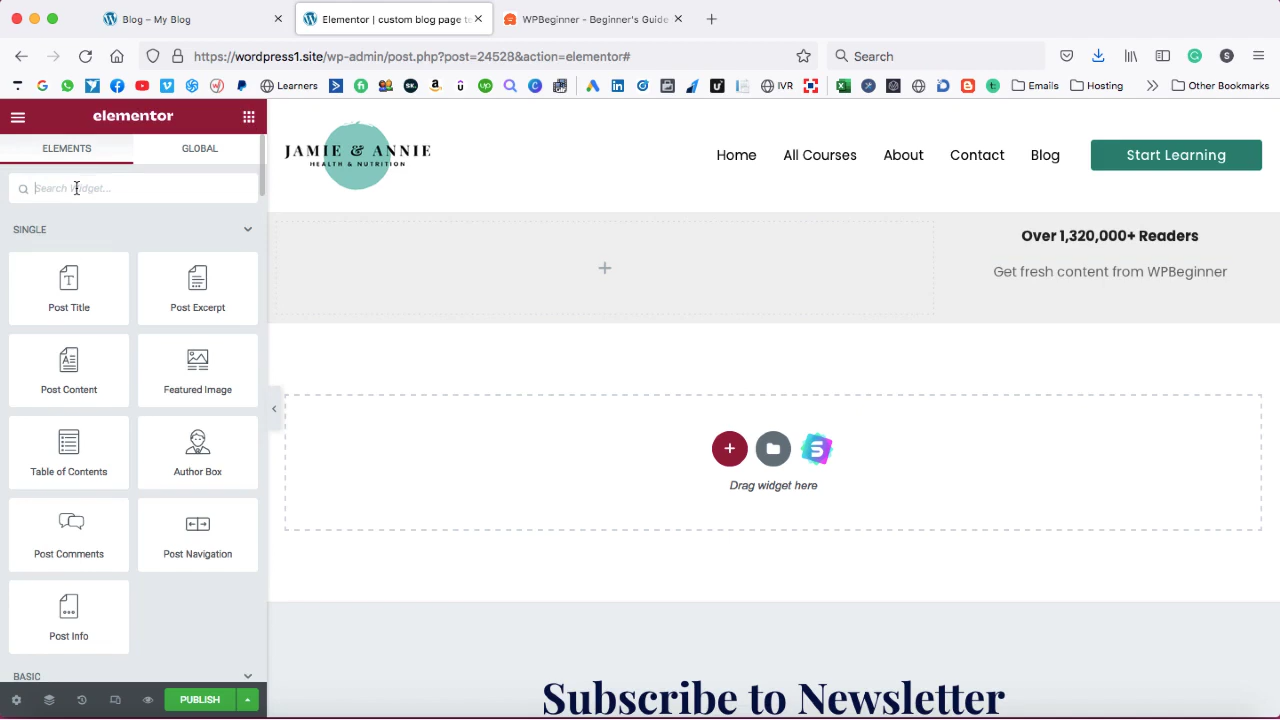 Blog – My Blog
Elementor | custom blog page te
WPBeginner - Beginner's Guide
https://wordpress1.site/wp-admin/post.php?post=24528&action=elementor#
Search
Learners
IVR
Emails
Hosting
Other Bookmarks
elementor
ELEMENTS
GLOBAL
Search Widget...
SINGLE
Post Title
Post Excerpt
Post Content
Featured Image
Table of Contents
Author Box
Post Comments
Post Navigation
Post Info
BASIC
PUBLISH
JAMIE & ANNIE
HEALTH & NUTRITION
Home
All Courses
About
Contact
Blog
Start Learning
Over 1,320,000+ Readers
Get fresh content from WPBeginner
Drag widget here
Subscribe to Newsletter